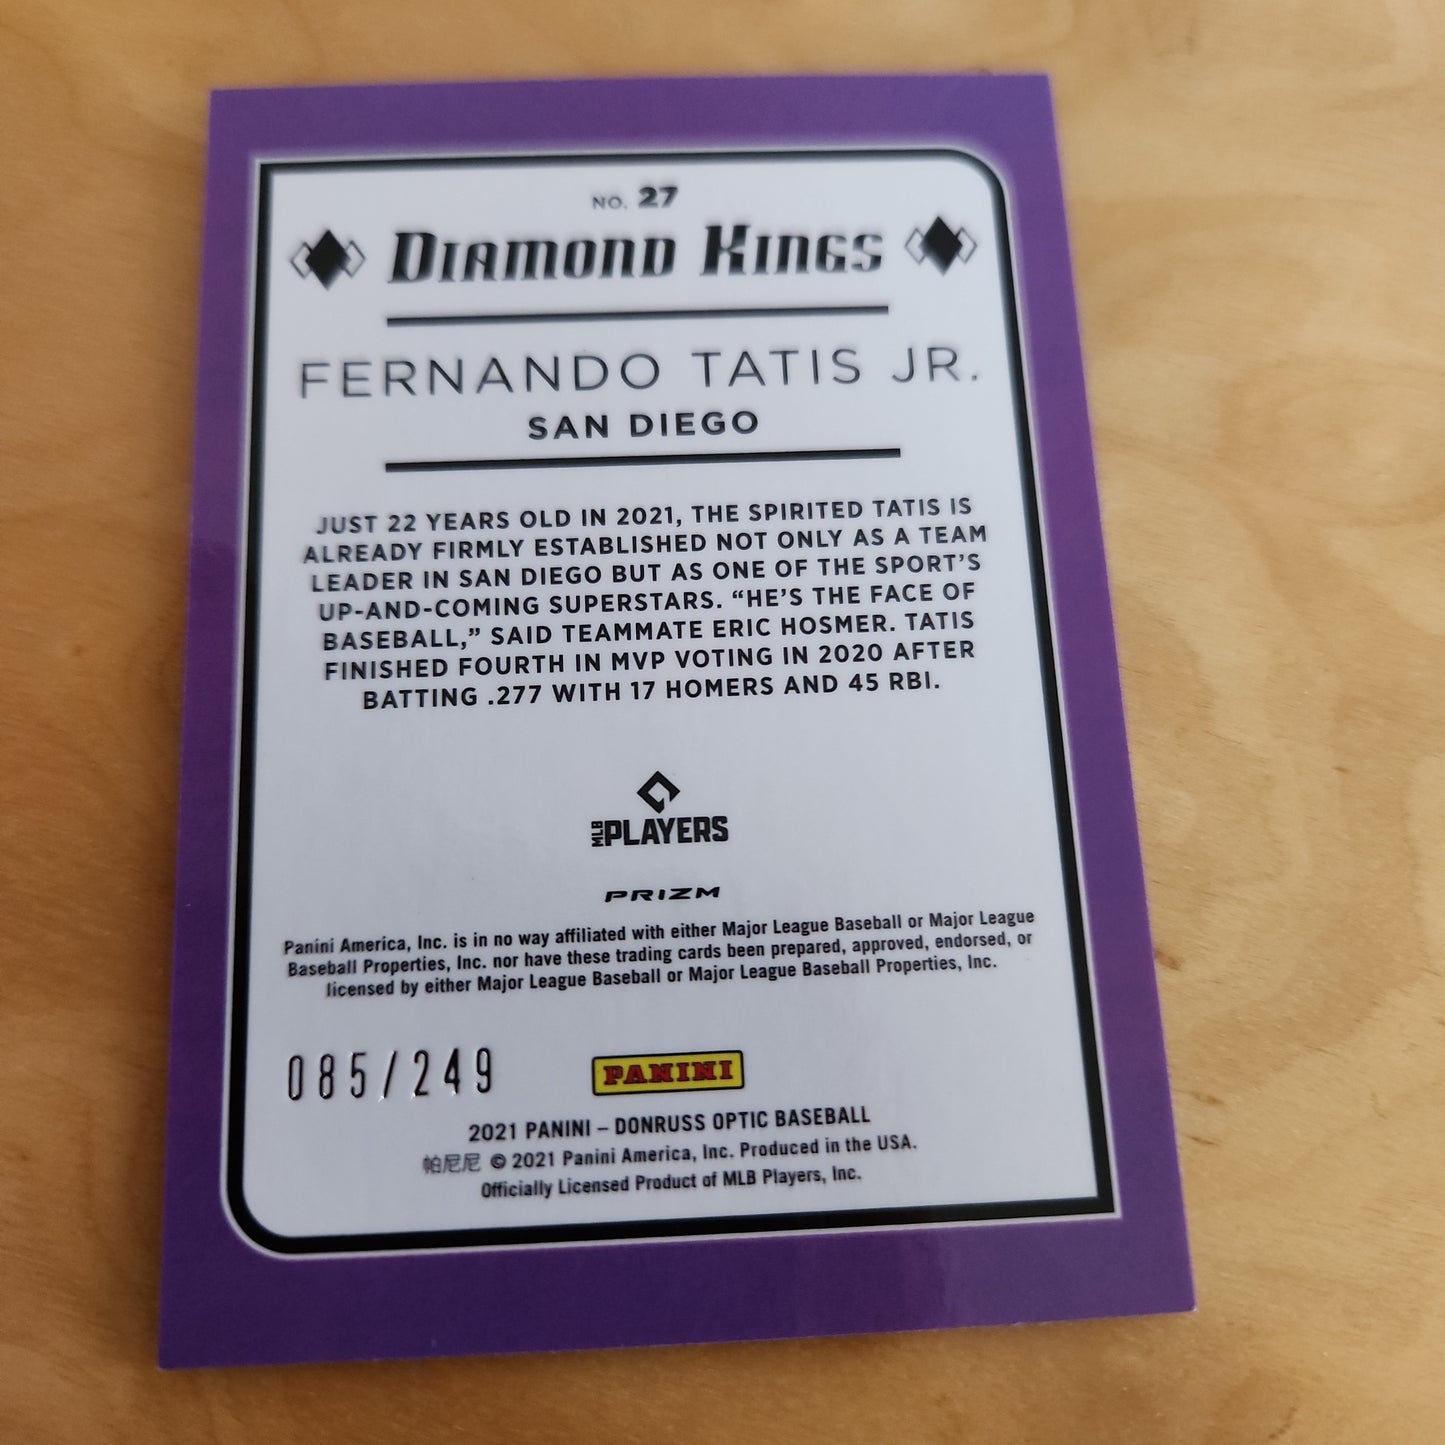 NO. 27
DIAMOND KINGS
FERNANDO TATIS JR.
SAN DIEGO
JUST 22 YEARS OLD IN 2021, THE SPIRITED TATIS IS
ALREADY FIRMLY ESTABLISHED NOT ONLY AS A TEAM
LEADER IN SAN DIEGO BUT AS ONE OF THE SPORT'S
UP-AND-COMING SUPERSTARS. “HE'S THE FACE OF
BASEBALL,” SAID TEAMMATE ERIC HOSMER. TATIS
FINISHED FOURTH IN MVP VOTING IN 2020 AFTER
BATTING .277 WITH 17 HOMERS AND 45 RBI.
MLB PLAYERS
PRIZM
Panini America, Inc. is in no way affiliated with either Major League Baseball or Major League
Baseball Properties, Inc. nor have these trading cards been prepared, approved, endorsed, or
licensed by either Major League Baseball or Major League Baseball Properties, Inc.
085/249
PANINI
2021 PANINI – DONRUSS OPTIC BASEBALL
帕尼尼 © 2021 Panini America, Inc. Produced in the USA.
Officially Licensed Product of MLB Players, Inc.